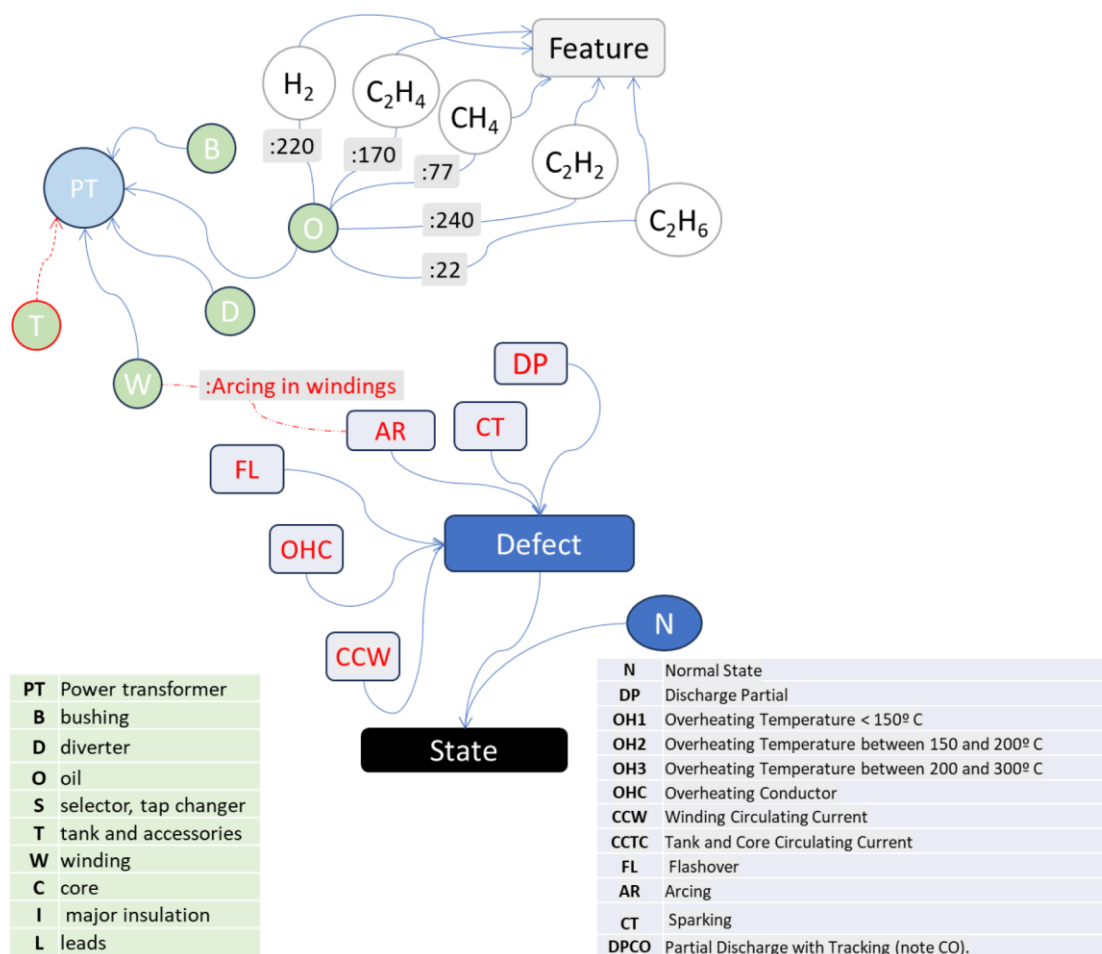 Feature
H₂
C₂H₄
CH₄
C₂H₂
C₂H₆
:220
:170
:77
:240
:22
B
PT
O
D
T
W
:Arcing in windings
DP
CT
AR
FL
OHC
CCW
Defect
N
State
PT Power transformer
B bushing
D diverter
O oil
S selector, tap changer
T tank and accessories
W winding
C core
I major insulation
L leads
N Normal State
DP Discharge Partial
OH1 Overheating Temperature < 150º C
OH2 Overheating Temperature between 150 and 200º C
OH3 Overheating Temperature between 200 and 300º C
OHC Overheating Conductor
CCW Winding Circulating Current
CCTC Tank and Core Circulating Current
FL Flashover
AR Arcing
CT Sparking
DPCO Partial Discharge with Tracking (note CO).